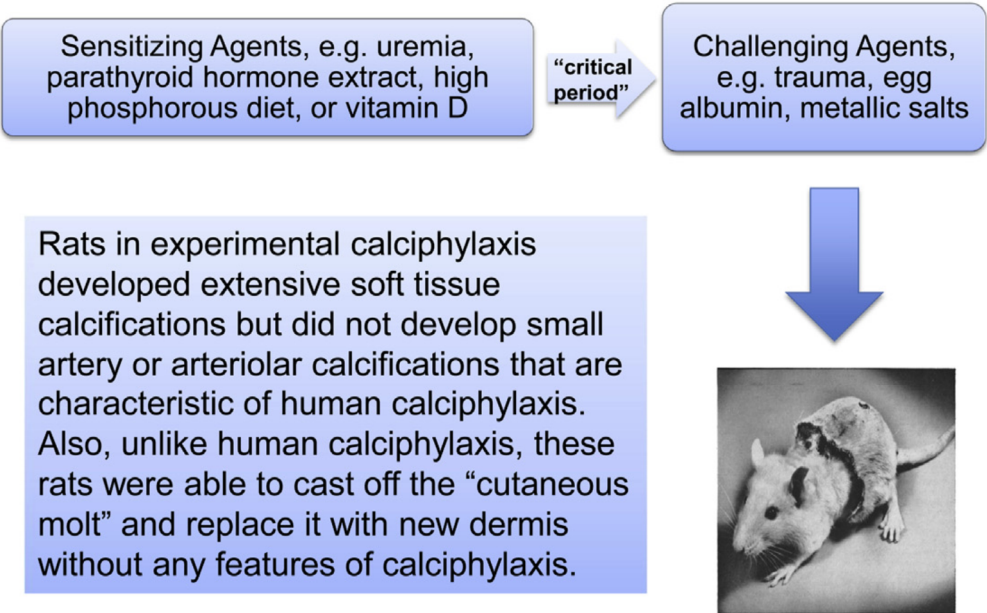 Sensitizing Agents, e.g. uremia,
parathyroid hormone extract, high
phosphorous diet, or vitamin D
“critical
period”
Challenging Agents,
e.g. trauma, egg
albumin, metallic salts
Rats in experimental calciphylaxis
developed extensive soft tissue
calcifications but did not develop small
artery or arteriolar calcifications that are
characteristic of human calciphylaxis.
Also, unlike human calciphylaxis, these
rats were able to cast off the “cutaneous
molt” and replace it with new dermis
without any features of calciphylaxis.